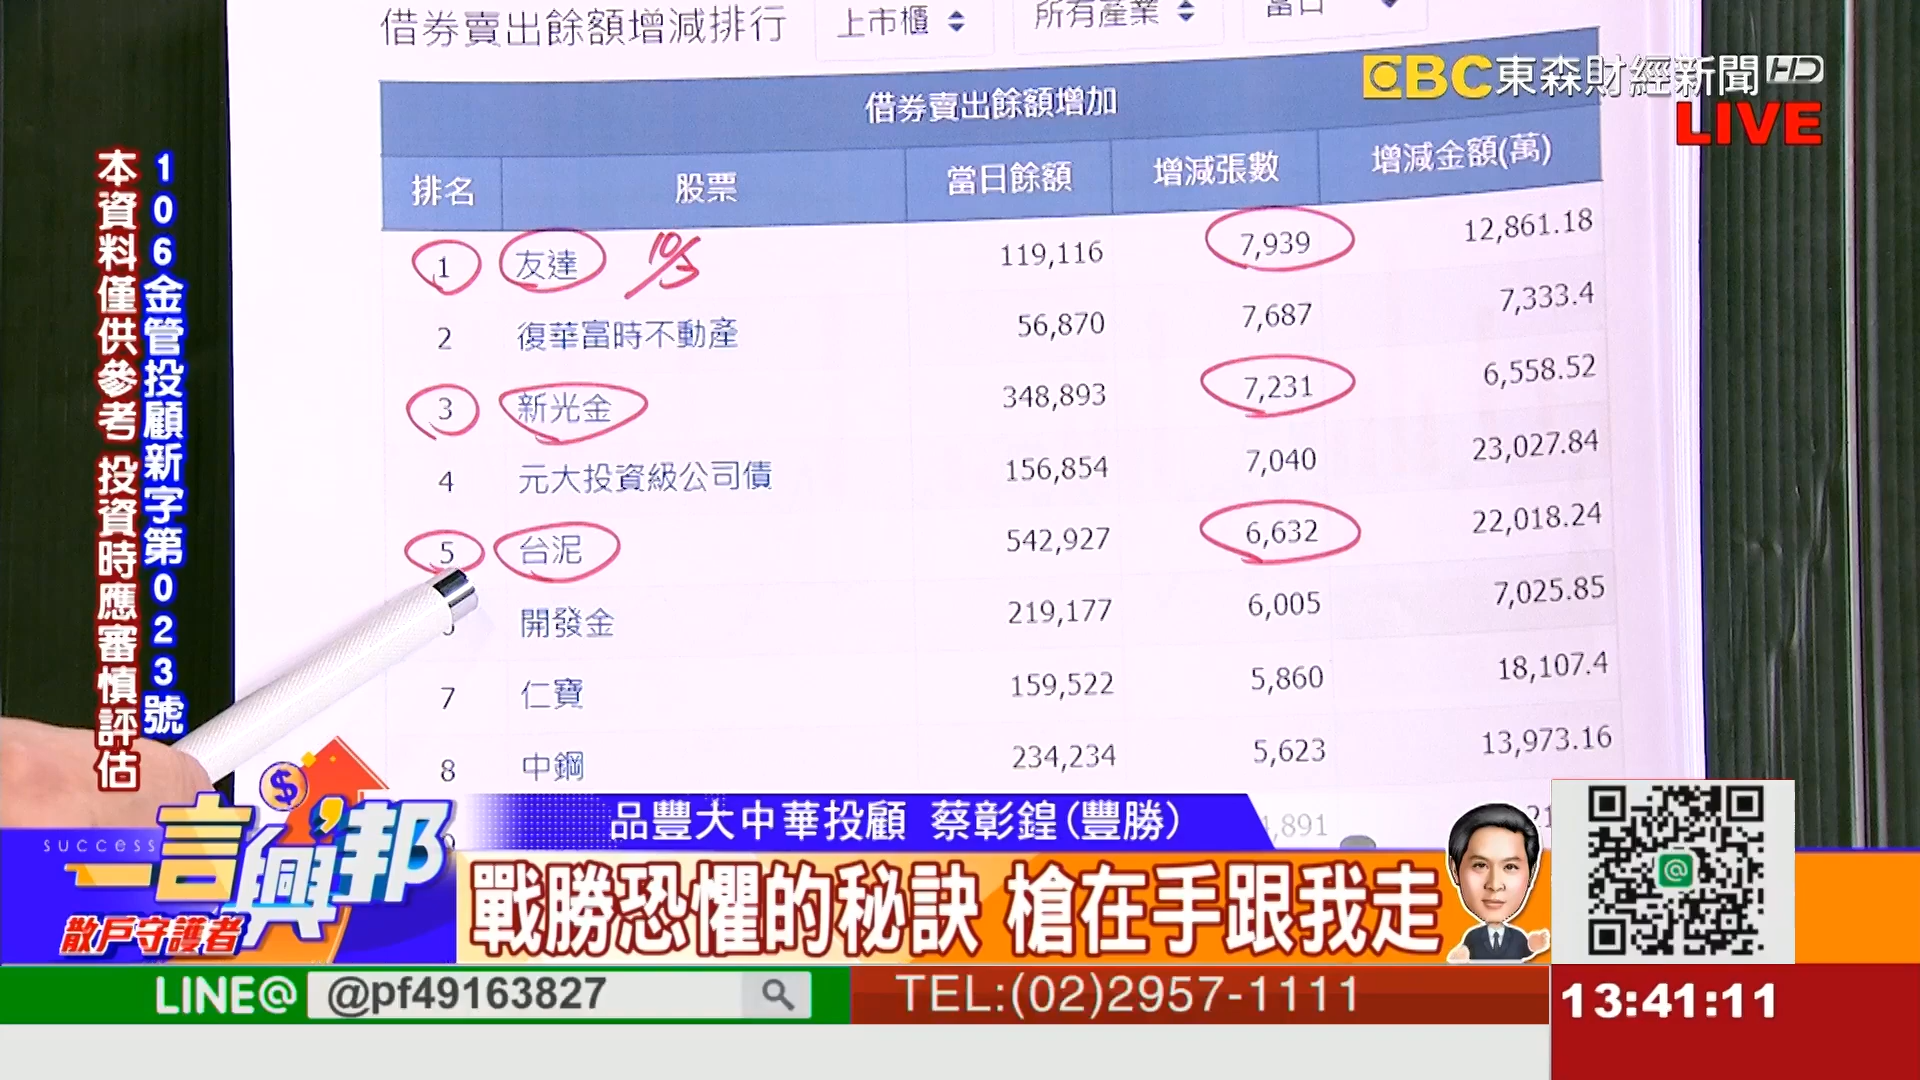 借券賣出餘額增減排行 上市櫃 所有產業 當日
EBC東森財經新聞HD
LIVE
借券賣出餘額增加
排名 股票 當日餘額 增減張數 增減金額(萬)
1 友達 10/5 119,116 7,939 12,861.18
2 復華富時不動產 56,870 7,687 7,333.4
3 新光金 348,893 7,231 6,558.52
4 元大投資級公司債 156,854 7,040 23,027.84
5 台泥 542,927 6,632 22,018.24
開發金 219,177 6,005 7,025.85
7 仁寶 159,522 5,860 18,107.4
8 中鋼 234,234 5,623 13,973.16
106金管投顧新字第023號
本資料僅供參考 投資時應審慎評估
success
一言興邦
散戶守護者
品豐大中華投顧 蔡彰鍠(豐勝)
戰勝恐懼的秘訣 槍在手跟我走
LINE@ @pf49163827 TEL:(02)2957-1111
13:41:11